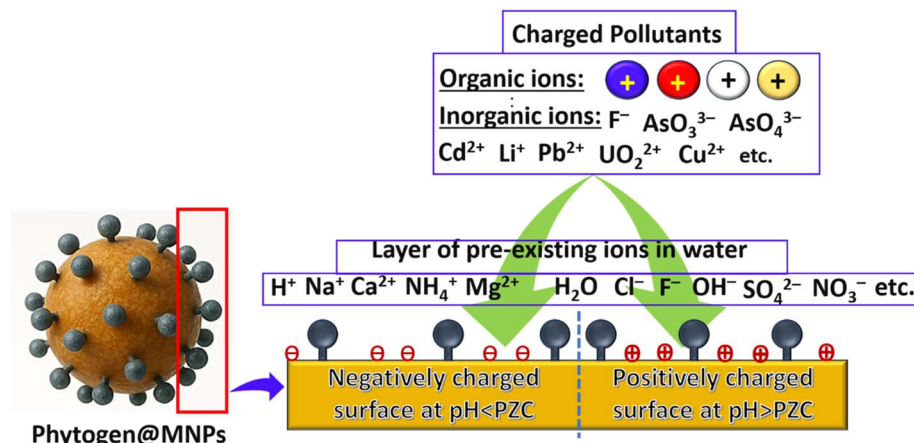 Charged Pollutants
Organic ions: + + + +
Inorganic ions: F⁻ AsO₃³⁻ AsO₄³⁻
Cd²⁺ Li⁺ Pb²⁺ UO₂²⁺ Cu²⁺ etc.
Layer of pre-existing ions in water
H⁺ Na⁺ Ca²⁺ NH₄⁺ Mg²⁺ H₂O Cl⁻ F⁻ OH⁻ SO₄²⁻ NO₃⁻ etc.
Negatively charged
surface at pH<PZC
Positively charged
surface at pH>PZC
Phytogen@MNPs